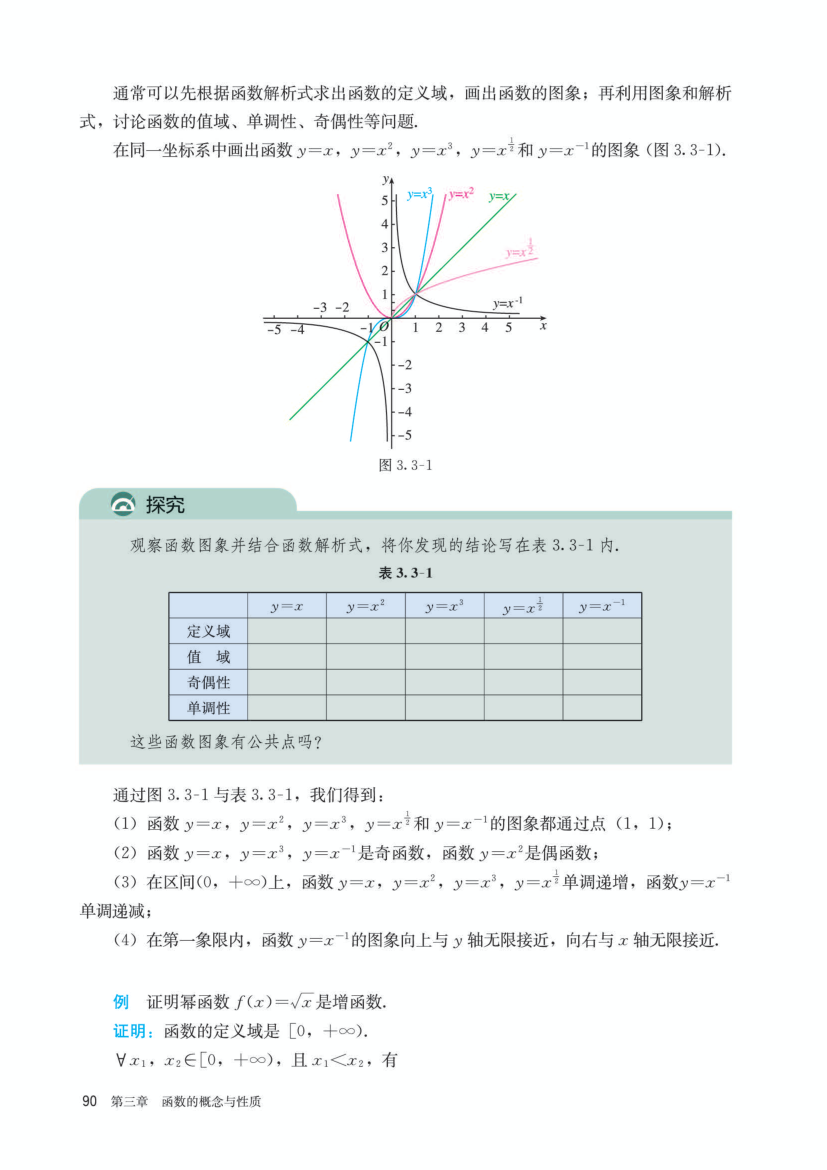 通常可以先根据函数解析式求出函数的定义域，画出函数的图象；再利用图象和解析
式，讨论函数的值域、单调性、奇偶性等问题.
在同一坐标系中画出函数 y=x，y=x²，y=x³，y=x^{1/2} 和 y=x⁻¹的图象（图 3.3-1）.
y
y=x³ y=x² y=x
5
4
3
y=x^{1/2}
2
1
y=x⁻¹
-3 -2
-5 -4 -1 O 1 2 3 4 5 x
-1
-2
-3
-4
-5
图 3.3-1
探究
观察函数图象并结合函数解析式，将你发现的结论写在表 3.3-1 内.
表 3.3-1
y=x y=x² y=x³ y=x^{1/2} y=x⁻¹
定义域
值 域
奇偶性
单调性
这些函数图象有公共点吗？
通过图 3.3-1 与表 3.3-1，我们得到：
（1）函数 y=x，y=x²，y=x³，y=x^{1/2} 和 y=x⁻¹的图象都通过点（1，1）；
（2）函数 y=x，y=x³，y=x⁻¹是奇函数，函数 y=x²是偶函数；
（3）在区间(0，+∞)上，函数 y=x，y=x²，y=x³，y=x^{1/2} 单调递增，函数y=x⁻¹
单调递减；
（4）在第一象限内，函数 y=x⁻¹的图象向上与 y 轴无限接近，向右与 x 轴无限接近.
例 证明幂函数 f(x)=√x 是增函数.
证明：函数的定义域是 [0，+∞).
∀x₁，x₂∈[0，+∞)，且 x₁<x₂，有
90 第三章 函数的概念与性质